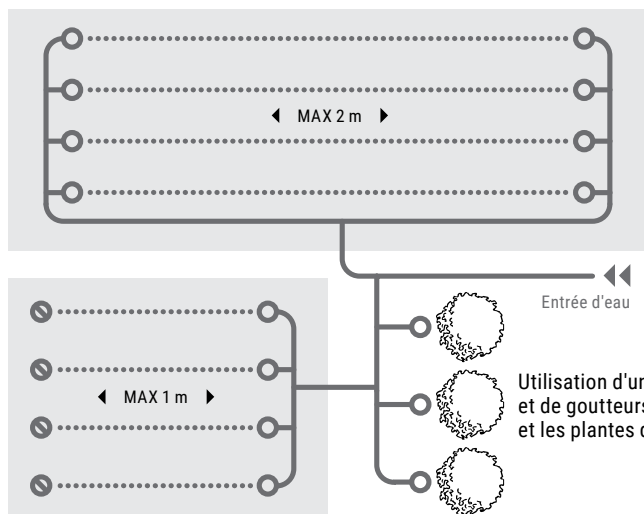 MAX 2 m
Entrée d'eau
MAX 1 m
Utilisation d'un
et de goutteurs
et les plantes